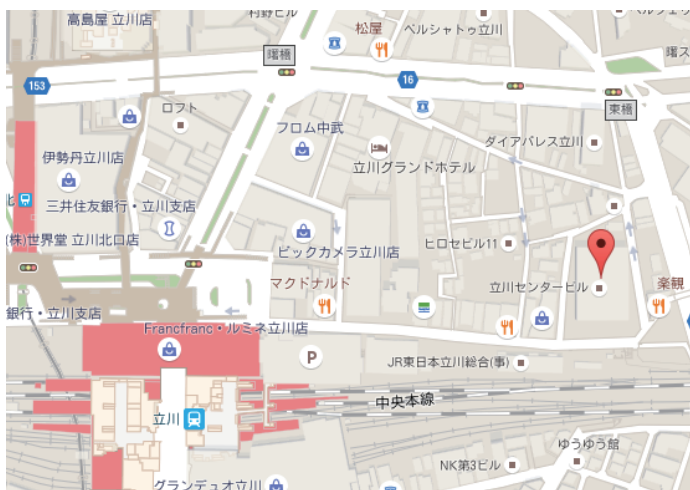 高島屋 立川店
村野ビル
松屋
ベルシャトゥ立川
曙橋
曙ス
153
16
東橋
ロフト
フロム中武
ダイアパレス立川
伊勢丹立川店
立川グランドホテル
三井住友銀行・立川支店
北
(株)世界堂 立川北口店
ビックカメラ立川店
ヒロセビル11
マクドナルド
立川センタービル
楽観
銀行・立川支店
Francfranc・ルミネ立川店
P
JR東日本立川総合(事)
中央本線
立川
ゆうゆう館
NK第3ビル
グランデュオ立川